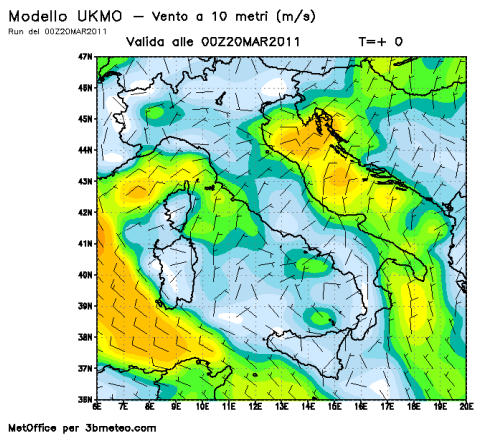 Modello UKMO - Vento a 10 metri (m/s)
Run del 00Z20MAR2011
Valida alle 00Z20MAR2011 T=+ 0
47N
46N
45N
44N
43N
42N
41N
40N
39N
38N
37N
36N
6E 7E 8E 9E 10E 11E 12E 13E 14E 15E 16E 17E 18E 19E 20E
MetOffice per 3bmeteo.com